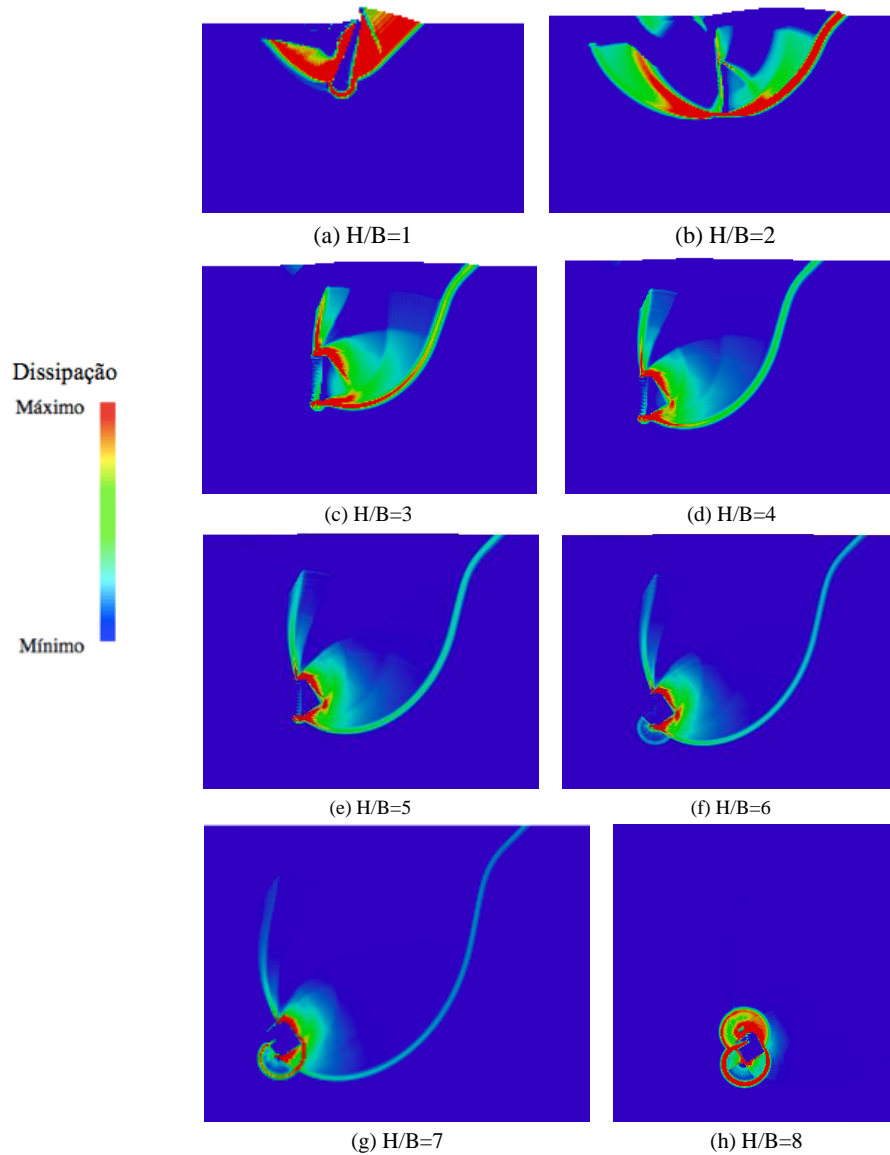 (a) H/B=1
(b) H/B=2
Dissipação
Máximo
Mínimo
(c) H/B=3
(d) H/B=4
(e) H/B=5
(f) H/B=6
(g) H/B=7
(h) H/B=8